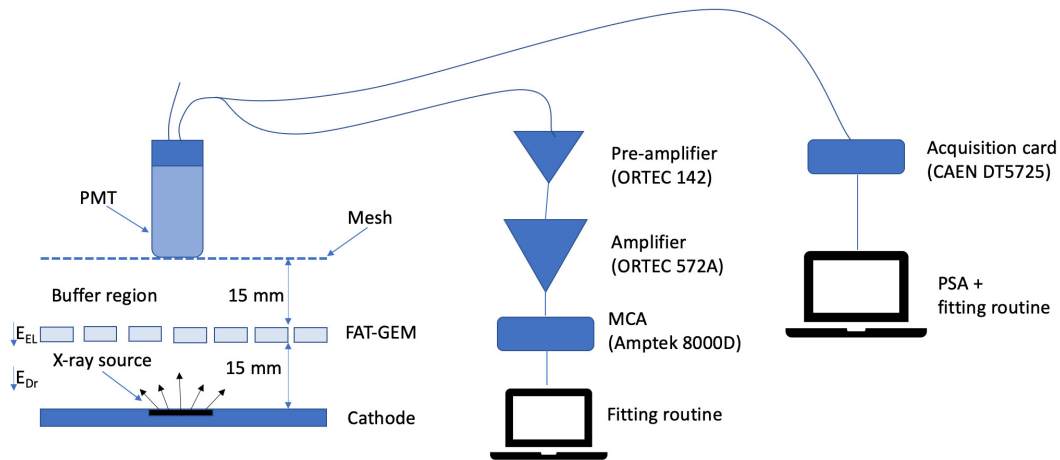 PMT
Mesh
Buffer region
15 mm
E_EL
FAT-GEM
X-ray source
15 mm
E_Dr
Cathode
Pre-amplifier
(ORTEC 142)
Amplifier
(ORTEC 572A)
MCA
(Amptek 8000D)
Fitting routine
Acquisition card
(CAEN DT5725)
PSA +
fitting routine